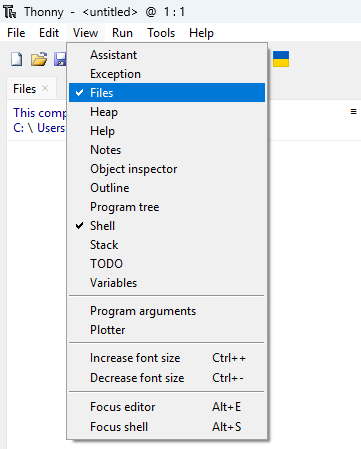 Thonny - <untitled> @ 1 : 1
File Edit View Run Tools Help
Files ×
This comp
C: \ Users
Assistant
Exception
✓ Files
Heap
Help
Notes
Object inspector
Outline
Program tree
✓ Shell
Stack
TODO
Variables
Program arguments
Plotter
Increase font size Ctrl++
Decrease font size Ctrl+-
Focus editor Alt+E
Focus shell Alt+S